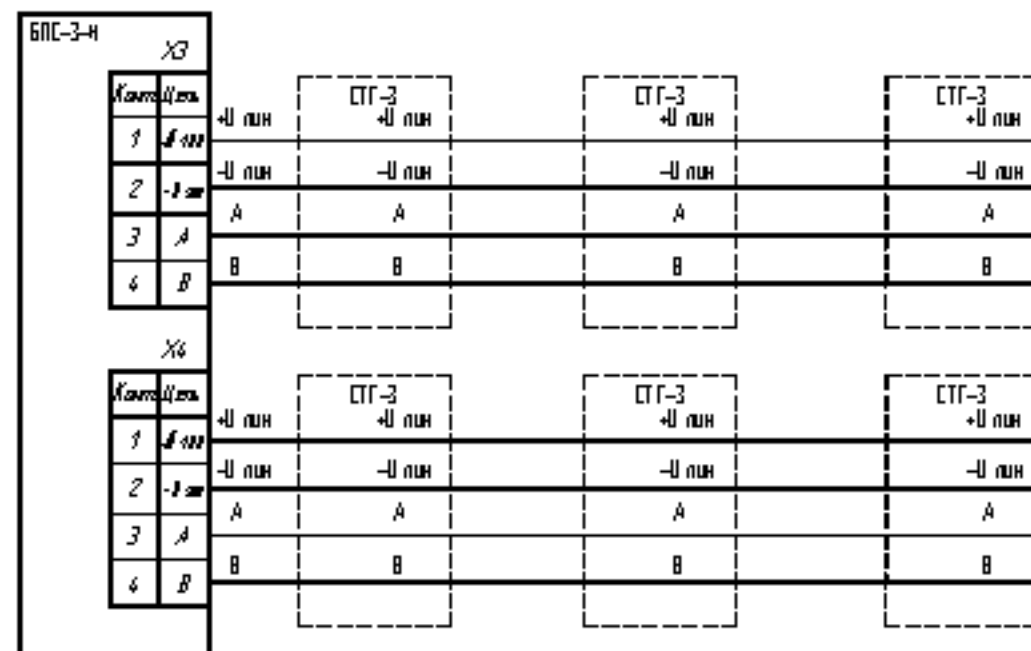 БПС-3-И
X3
Конт Цепь
СТГ-3 СТГ-3 СТГ-3
+U лин +U лин +U лин +U лин
1
-U лин -U лин -U лин -U лин
2
A A A A
3 A
B B B B
4 B
X4
Конт Цепь
СТГ-3 СТГ-3 СТГ-3
+U лин +U лин +U лин +U лин
1
-U лин -U лин -U лин -U лин
2
A A A A
3 A
B B B B
4 B